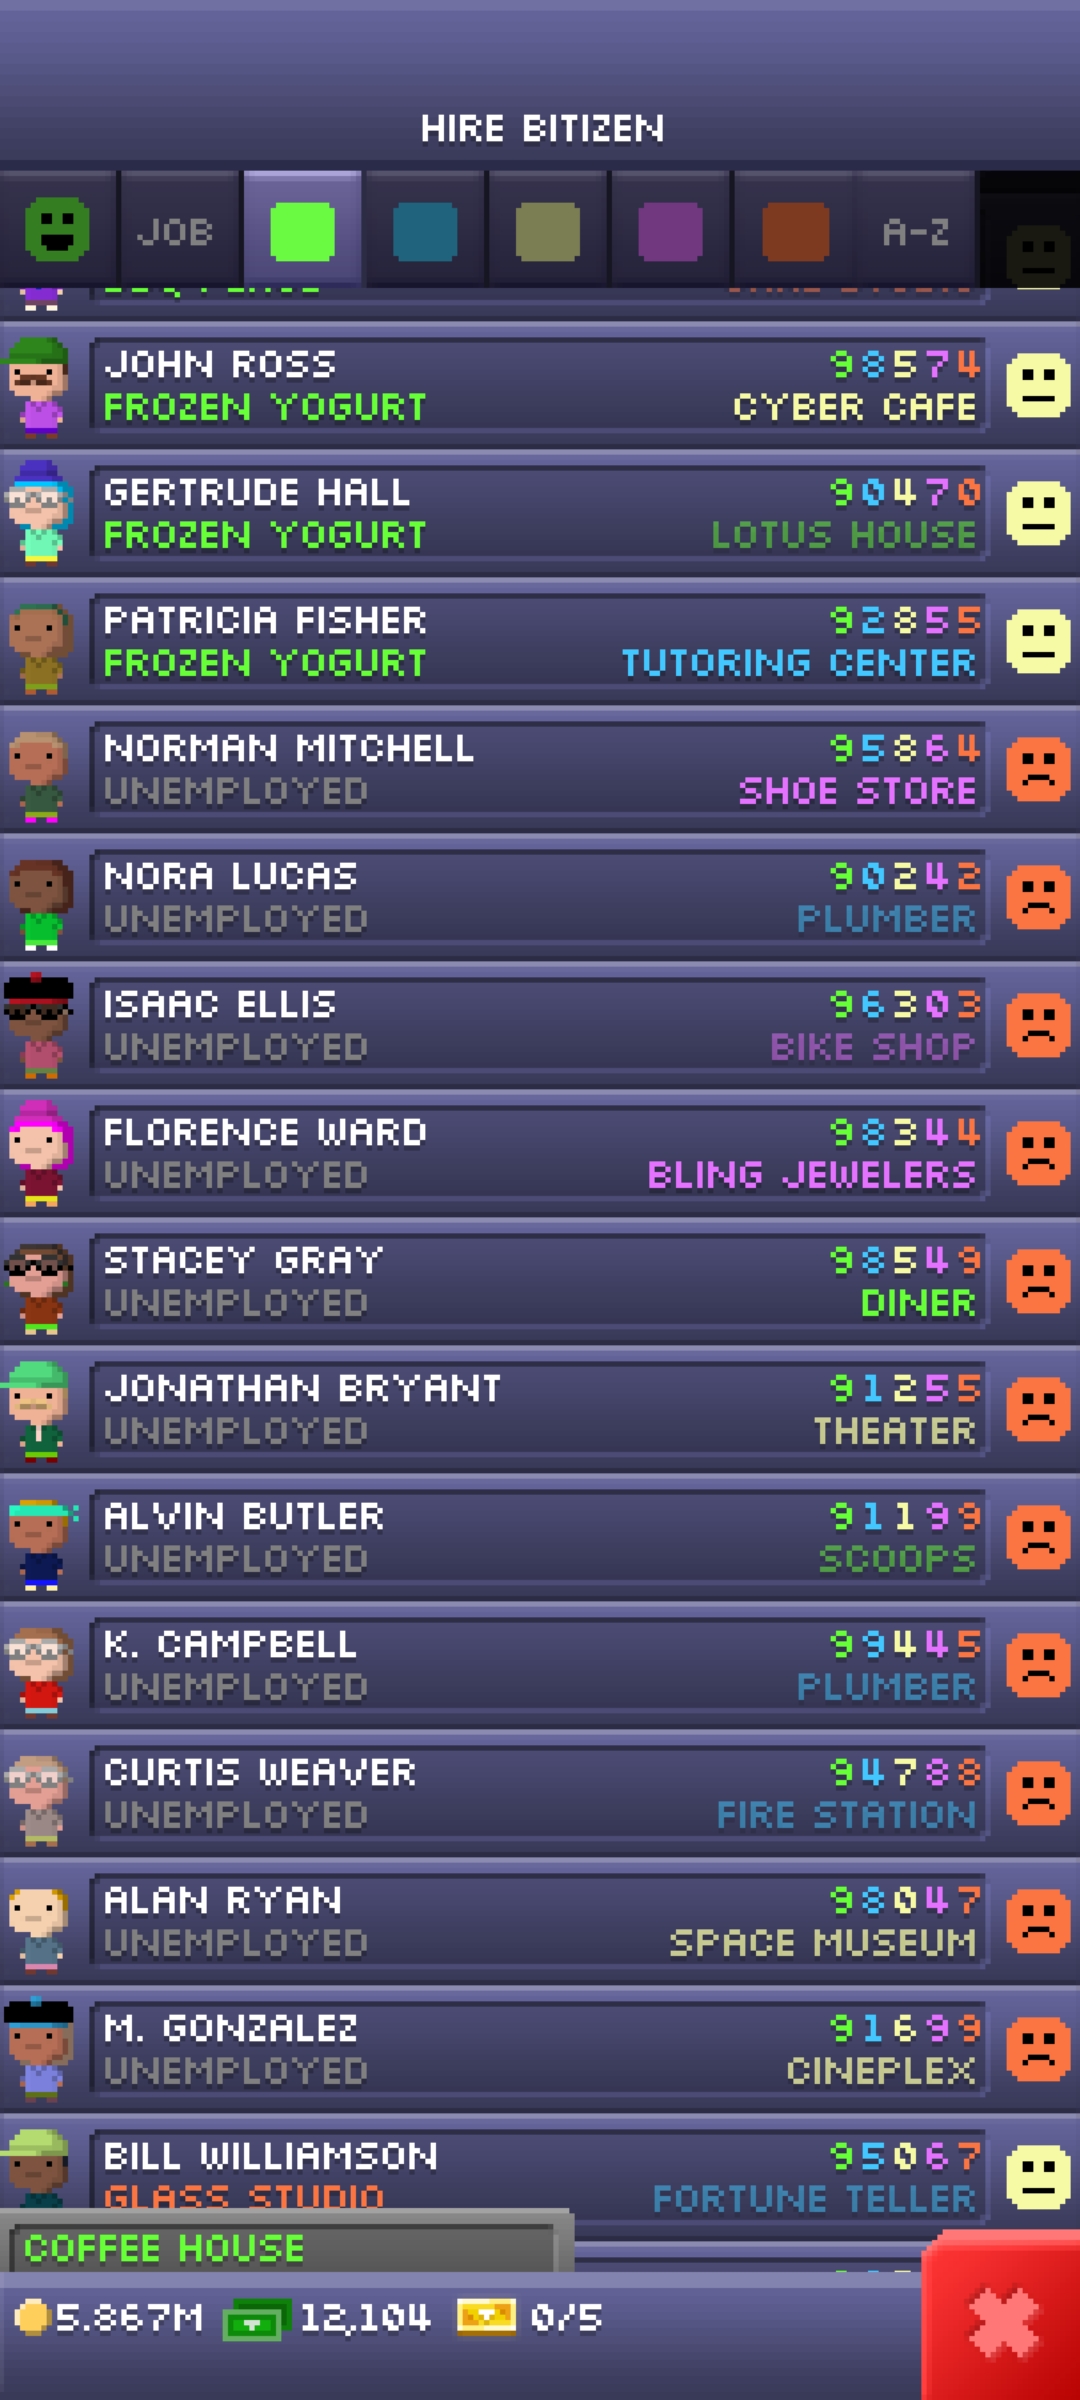 HIRE BITIZEN
JOB
A-Z
JOHN ROSS 98574
FROZEN YOGURT CYBER CAFE
GERTRUDE HALL 90470
FROZEN YOGURT LOTUS HOUSE
PATRICIA FISHER 92855
FROZEN YOGURT TUTORING CENTER
NORMAN MITCHELL 95864
UNEMPLOYED SHOE STORE
NORA LUCAS 90242
UNEMPLOYED PLUMBER
ISAAC ELLIS 96303
UNEMPLOYED BIKE SHOP
FLORENCE WARD 98344
UNEMPLOYED BLING JEWELERS
STACEY GRAY 98549
UNEMPLOYED DINER
JONATHAN BRYANT 91255
UNEMPLOYED THEATER
ALVIN BUTLER 91199
UNEMPLOYED SCOOPS
K. CAMPBELL 99445
UNEMPLOYED PLUMBER
CURTIS WEAVER 94788
UNEMPLOYED FIRE STATION
ALAN RYAN 98047
UNEMPLOYED SPACE MUSEUM
M. GONZALEZ 91699
UNEMPLOYED CINEPLEX
BILL WILLIAMSON 95067
GLASS STUDIO FORTUNE TELLER
COFFEE HOUSE
5.867M 12,104 0/5